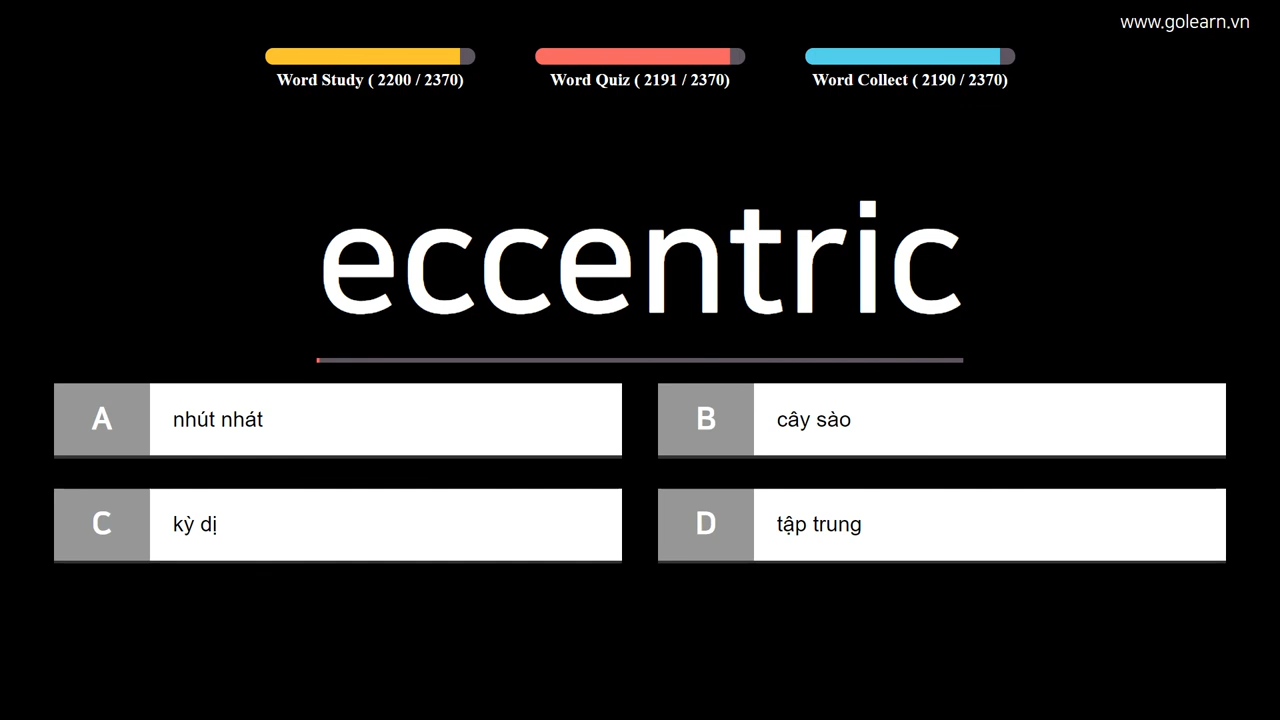 www.golearn.vn
Word Study ( 2200 / 2370)
Word Quiz ( 2191 / 2370)
Word Collect ( 2190 / 2370)
eccentric
A nhút nhát
B cây sào
C kỳ dị
D tập trung